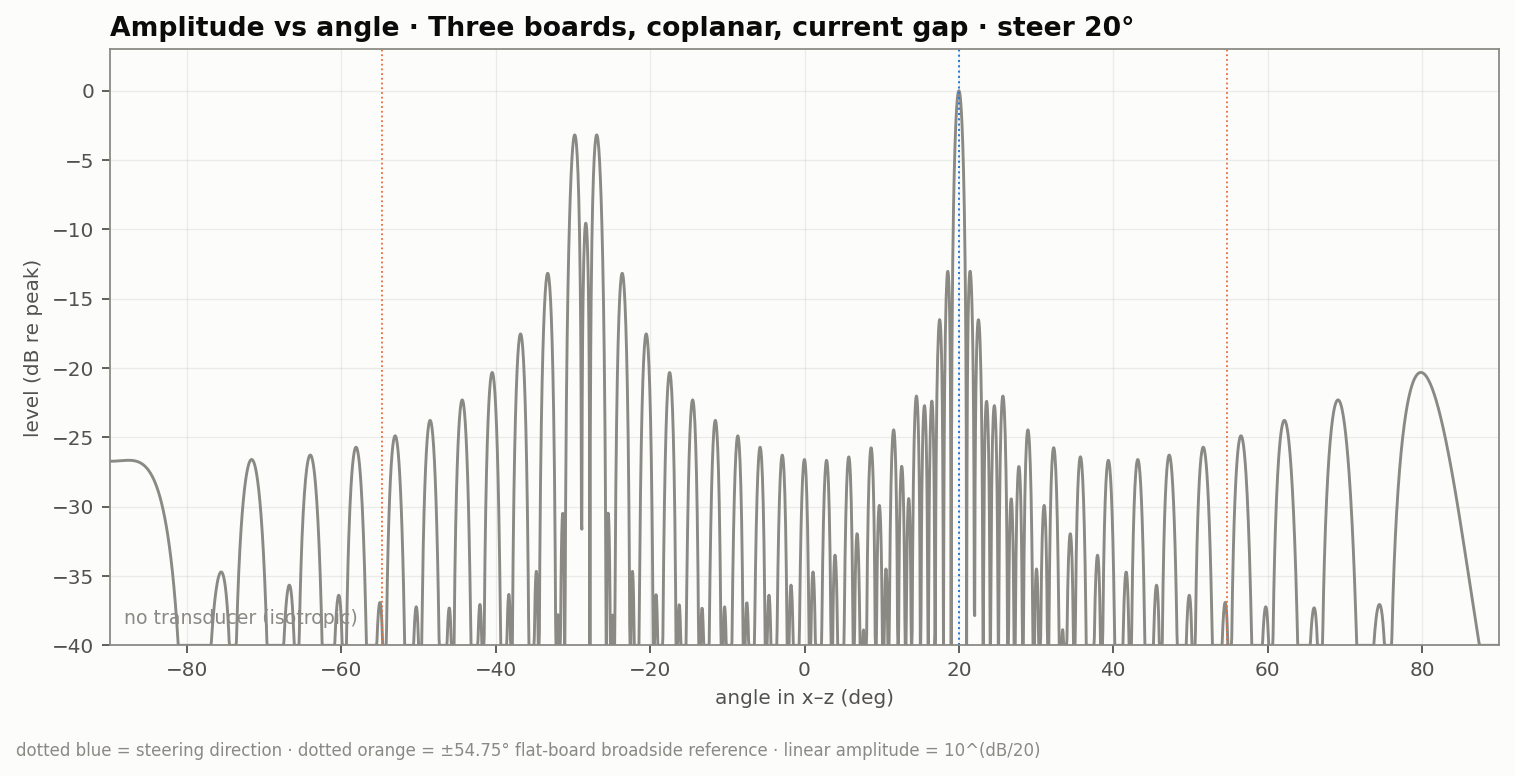 Amplitude vs angle · Three boards, coplanar, current gap · steer 20°
level (dB re peak)
0
−5
−10
−15
−20
−25
−30
−35
−40
no transducer (isotropic)
−80 −60 −40 −20 0 20 40 60 80
angle in x–z (deg)
dotted blue = steering direction · dotted orange = ±54.75° flat-board broadside reference · linear amplitude = 10^(dB/20)